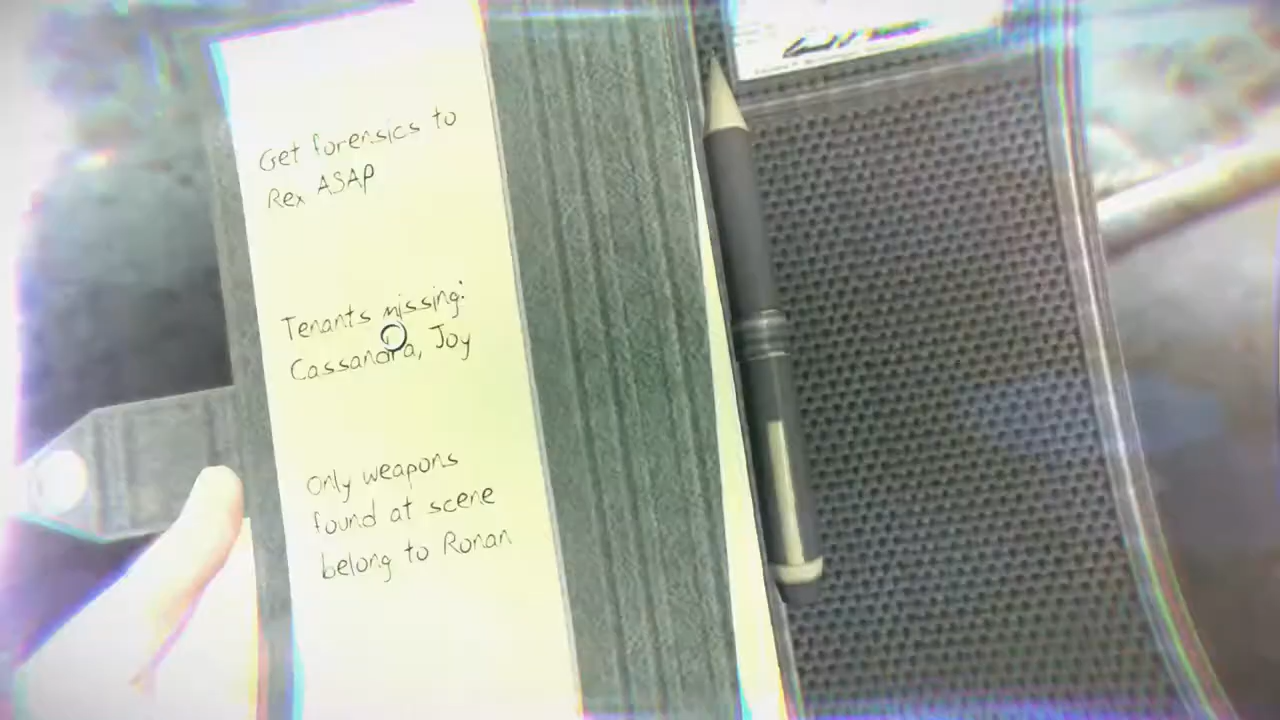 Get forensics to
Rex ASAP
Tenants missing:
Cassandra, Joy
Only weapons
found at scene
belong to Ronan